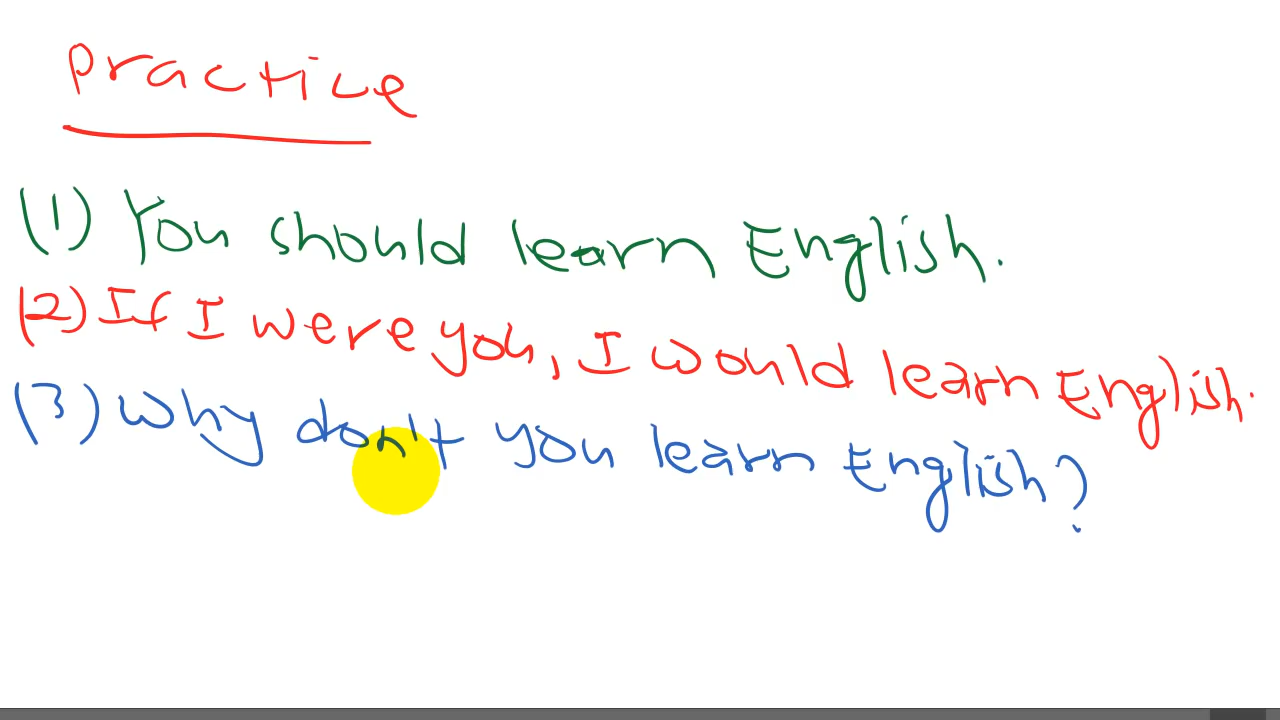 Practice
(1) You should learn English.
(2) If I were you, I would learn English.
(3) Why don't you learn English?